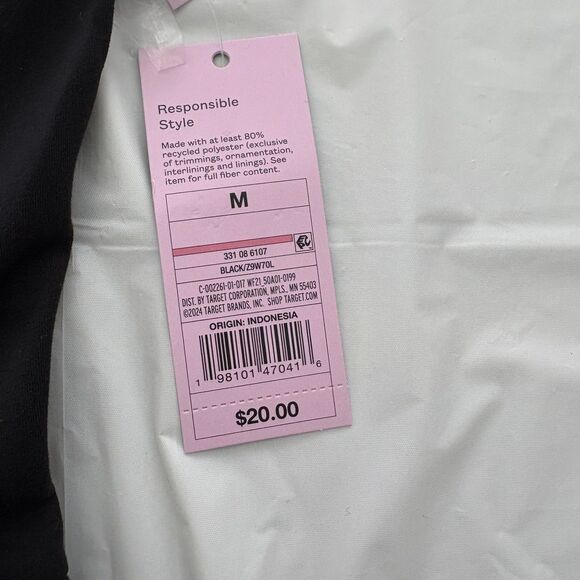 Responsible
Style
Made with at least 80%
recycled polyester (exclusive
of trimmings, ornamentation,
interlinings and linings). See
item for full fiber content.
M
331 08 6107
BLACK/Z9W70L
C-002261-01-017 WF21_50A01-0199
DIST. BY TARGET CORPORATION, MPLS., MN 55403
©2024 TARGET BRANDS, INC. SHOP TARGET.COM
ORIGIN: INDONESIA
1 98101 47041 6
$20.00